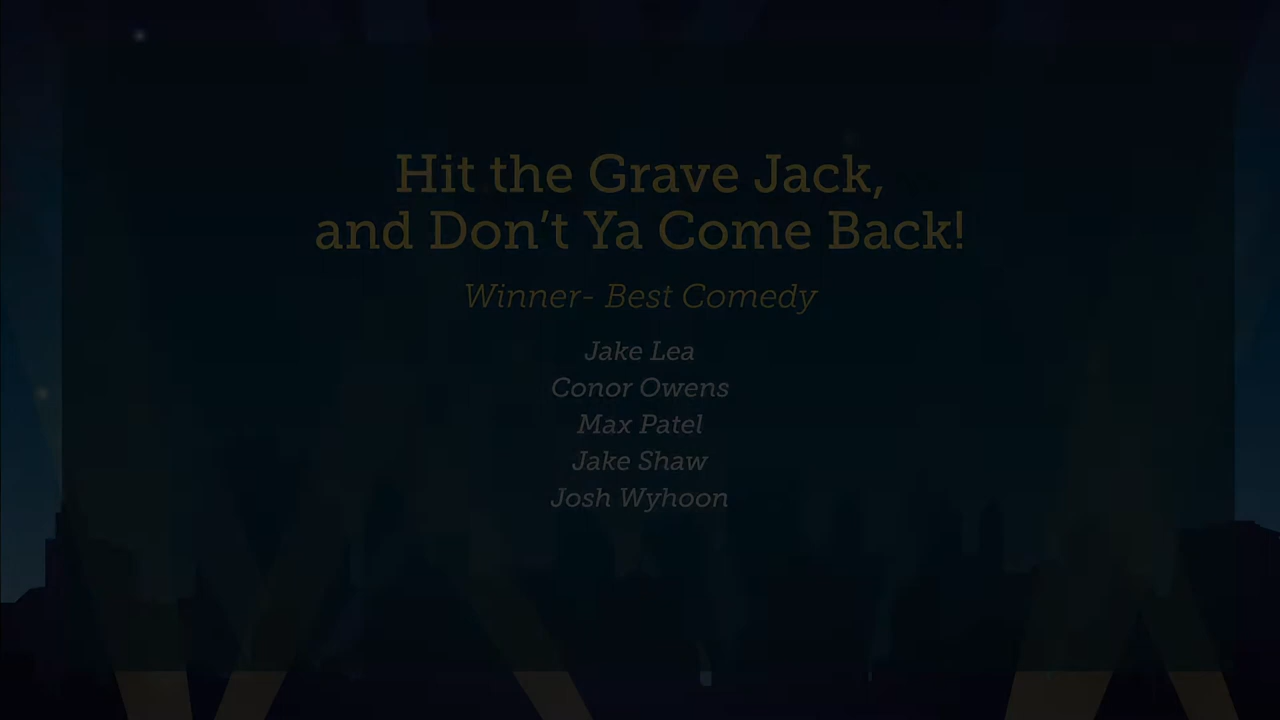 Hit the Grave Jack,
and Don’t Ya Come Back!
Winner- Best Comedy
Jake Lea
Conor Owens
Max Patel
Jake Shaw
Josh Wyhoon